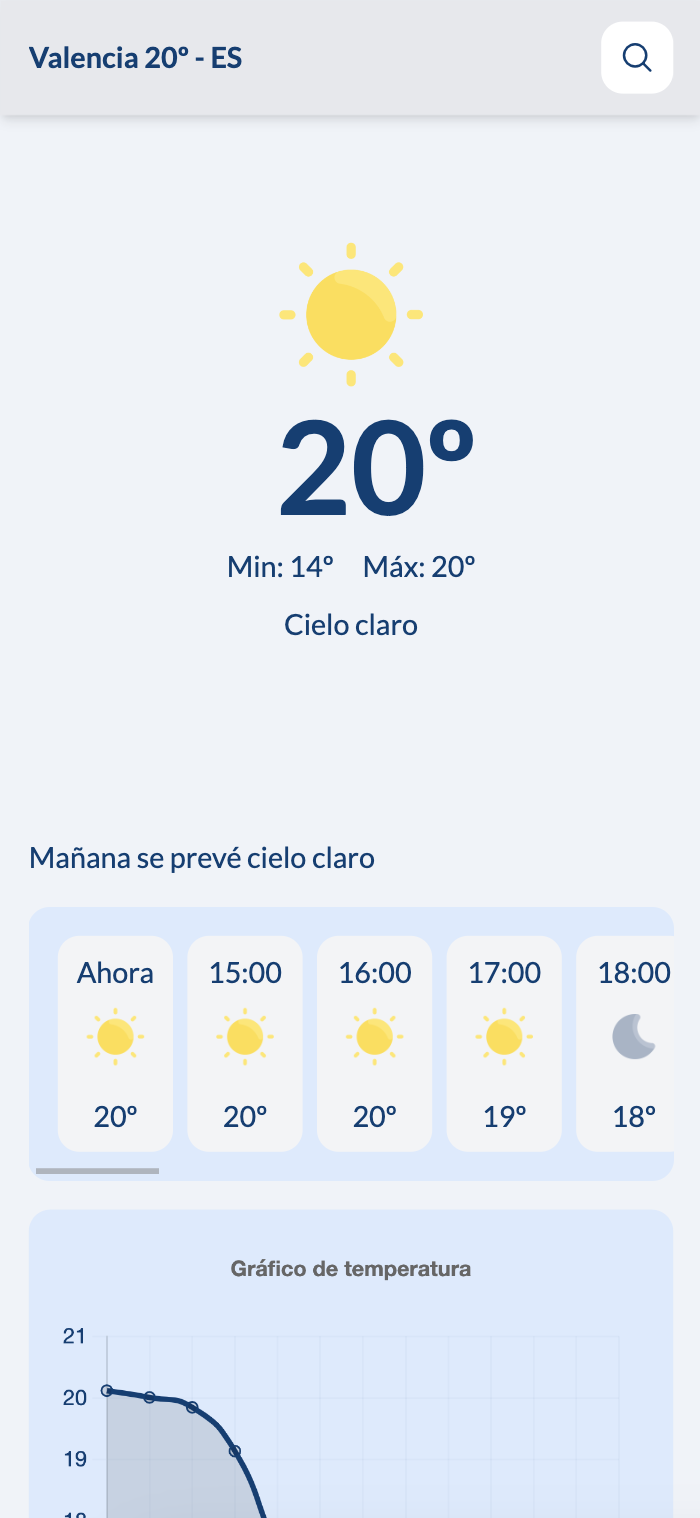 Valencia 20º - ES
20º
Min: 14º Máx: 20º
Cielo claro
Mañana se prevé cielo claro
Ahora 15:00 16:00 17:00 18:00
20º 20º 20º 19º 18º
Gráfico de temperatura
21
20
19
18